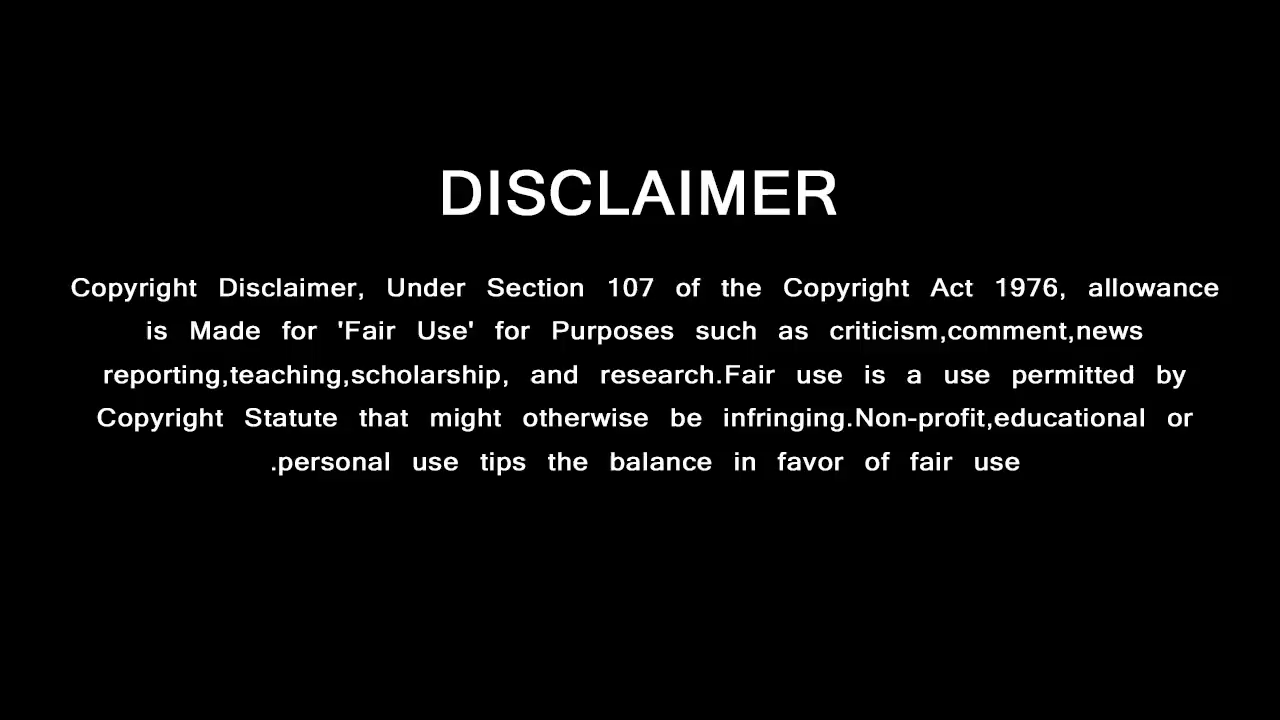 DISCLAIMER
Copyright Disclaimer, Under Section 107 of the Copyright Act 1976, allowance
is Made for 'Fair Use' for Purposes such as criticism,comment,news
reporting,teaching,scholarship, and research.Fair use is a use permitted by
Copyright Statute that might otherwise be infringing.Non-profit,educational or
.personal use tips the balance in favor of fair use